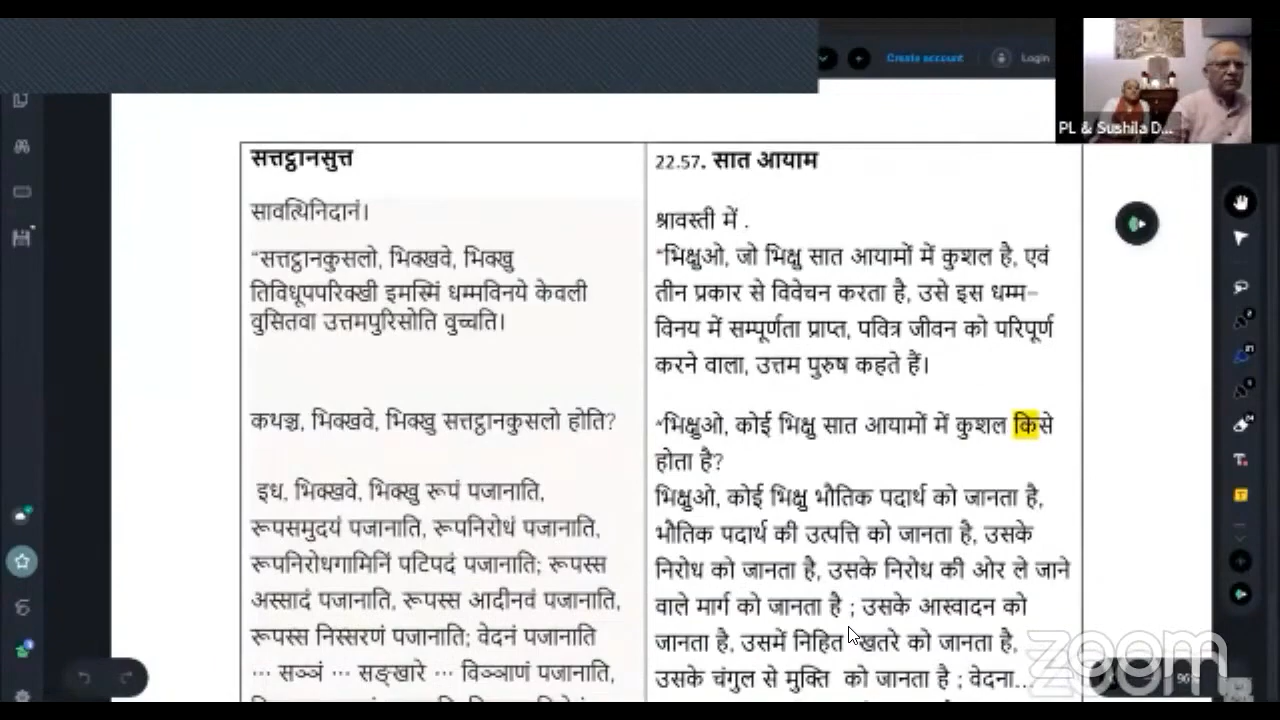 Create account
Login
PL & Sushila D...
सत्तट्ठानसुत्त
सावत्थिनिदानं।
“सत्तट्ठानकुसलो, भिक्खवे, भिक्खु
तिविधूपपरिक्खी इमस्मिं धम्मविनये केवली
वुसितवा उत्तमपुरिसोति वुच्चति।
कथञ्च, भिक्खवे, भिक्खु सत्तट्ठानकुसलो होति?
इध, भिक्खवे, भिक्खु रूपं पजानाति,
रूपसमुदयं पजानाति, रूपनिरोधं पजानाति,
रूपनिरोधगामिनिं पटिपदं पजानाति; रूपस्स
अस्सादं पजानाति, रूपस्स आदीनवं पजानाति,
रूपस्स निस्सरणं पजानाति; वेदनं पजानाति
… सञ्ञं … सङ्खारे … विञ्ञाणं पजानाति,
22.57. सात आयाम
श्रावस्ती में .
“भिक्षुओ, जो भिक्षु सात आयामों में कुशल है, एवं
तीन प्रकार से विवेचन करता है, उसे इस धम्म-
विनय में सम्पूर्णता प्राप्त, पवित्र जीवन को परिपूर्ण
करने वाला, उत्तम पुरुष कहते हैं।
“भिक्षुओ, कोई भिक्षु सात आयामों में कुशल किसे
होता है?
भिक्षुओ, कोई भिक्षु भौतिक पदार्थ को जानता है,
भौतिक पदार्थ की उत्पत्ति को जानता है, उसके
निरोध को जानता है, उसके निरोध की ओर ले जाने
वाले मार्ग को जानता है ; उसके आस्वादन को
जानता है, उसमें निहित खतरे को जानता है,
उसके चंगुल से मुक्ति को जानता है ; वेदना...
zoom